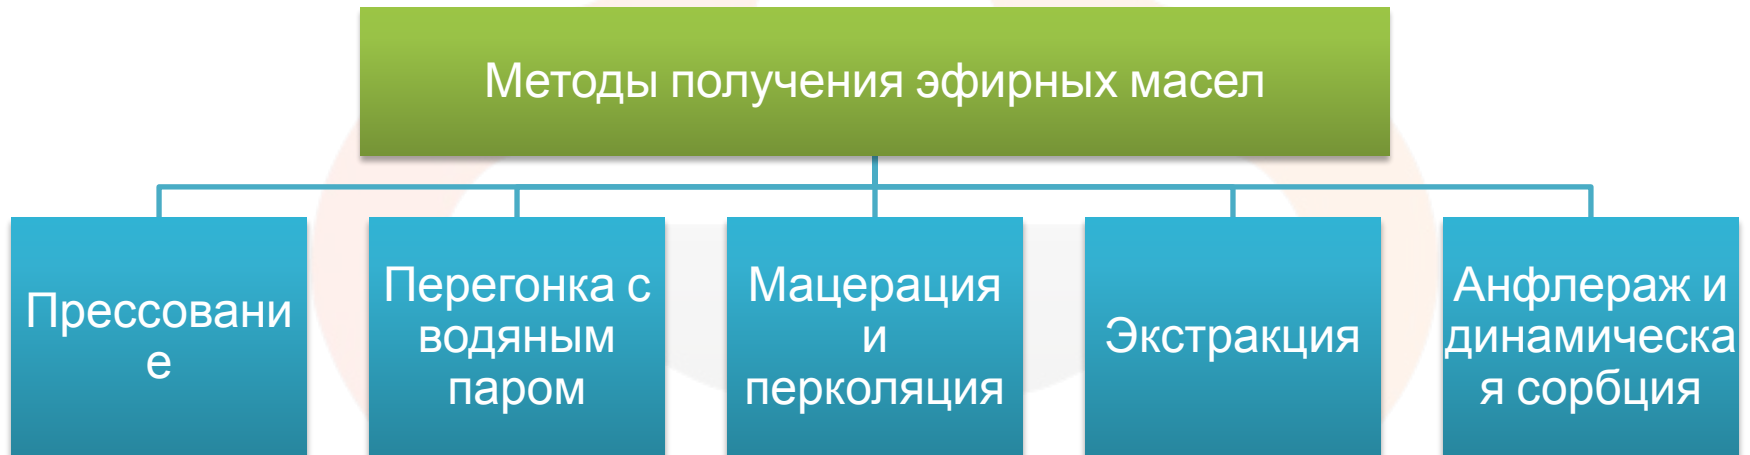 Методы получения эфирных масел
Прессовани
е
Перегонка с
водяным
паром
Мацерация
и
перколяция
Экстракция
Анфлераж и
динамическа
я сорбция